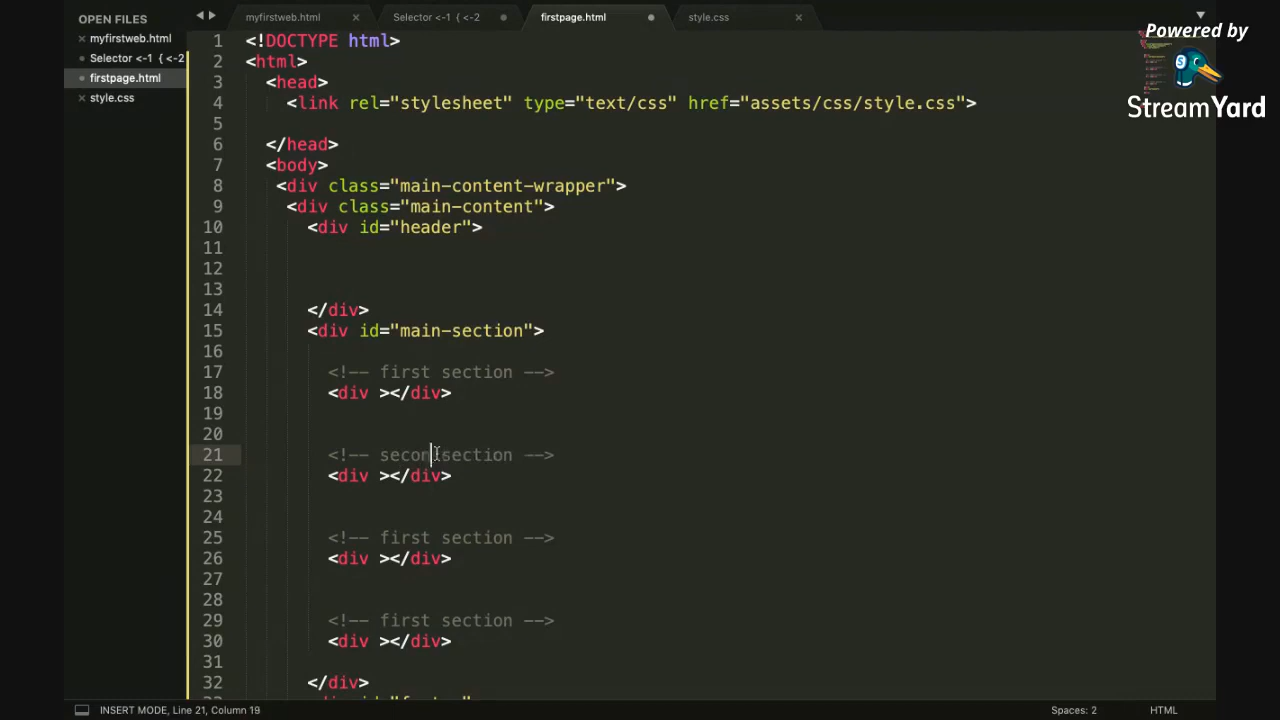 OPEN FILES
myfirstweb.html
Selector <-1 { <-2
firstpage.html
style.css
myfirstweb.html
Selector <-1 { <-2
firstpage.html
style.css
Powered by
StreamYard
1 <!DOCTYPE html>
2 <html>
3 <head>
4 <link rel="stylesheet" type="text/css" href="assets/css/style.css">
5
6 </head>
7 <body>
8 <div class="main-content-wrapper">
9 <div class="main-content">
10 <div id="header">
11
12
13
14 </div>
15 <div id="main-section">
16
17 <!-- first section -->
18 <div ></div>
19
20
21 <!-- secon section -->
22 <div ></div>
23
24
25 <!-- first section -->
26 <div ></div>
27
28
29 <!-- first section -->
30 <div ></div>
31
32 </div>
INSERT MODE, Line 21, Column 19
Spaces: 2
HTML